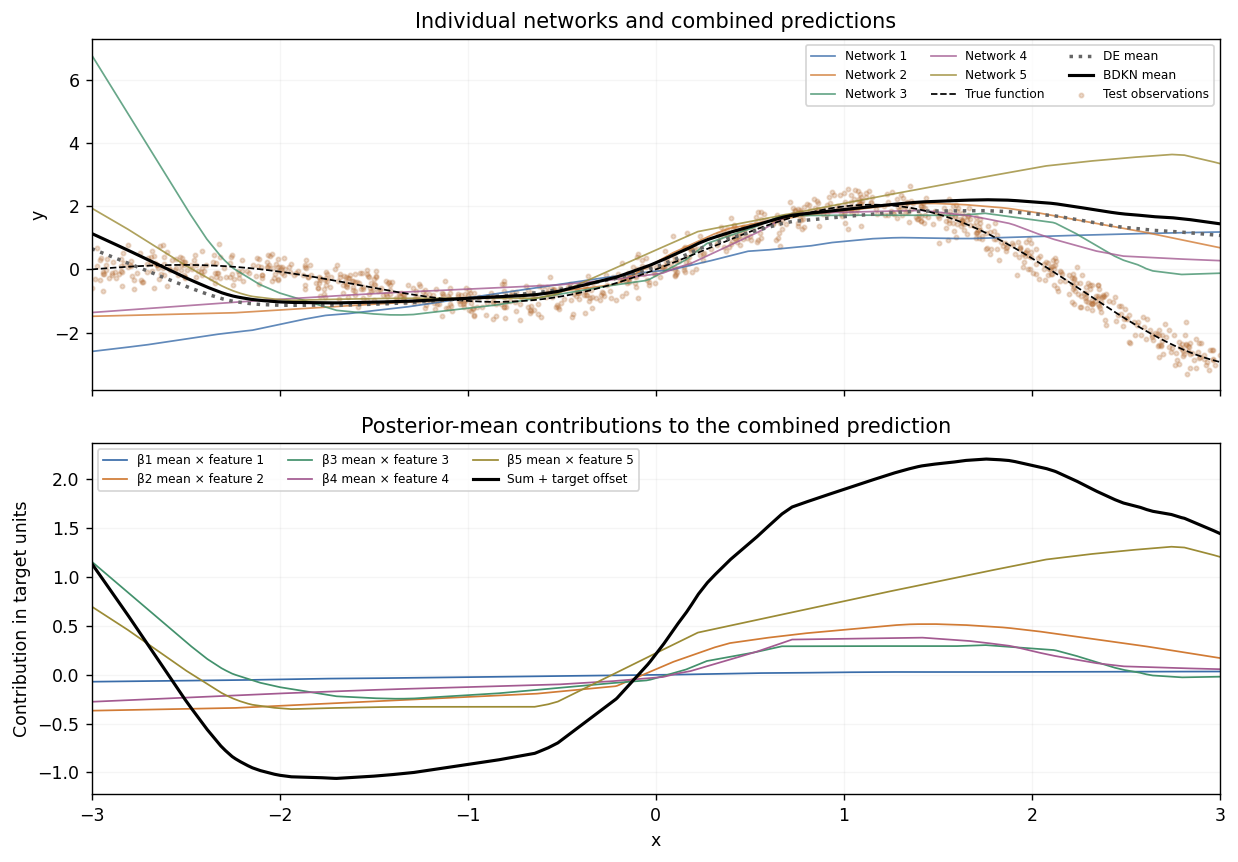 Individual networks and combined predictions
Network 1
Network 2
Network 3
Network 4
Network 5
True function
DE mean
BDKN mean
Test observations
y
6
4
2
0
−2
Posterior-mean contributions to the combined prediction
β1 mean × feature 1
β2 mean × feature 2
β3 mean × feature 3
β4 mean × feature 4
β5 mean × feature 5
Sum + target offset
Contribution in target units
2.0
1.5
1.0
0.5
0.0
−0.5
−1.0
−3
−2
−1
0
1
2
3
x